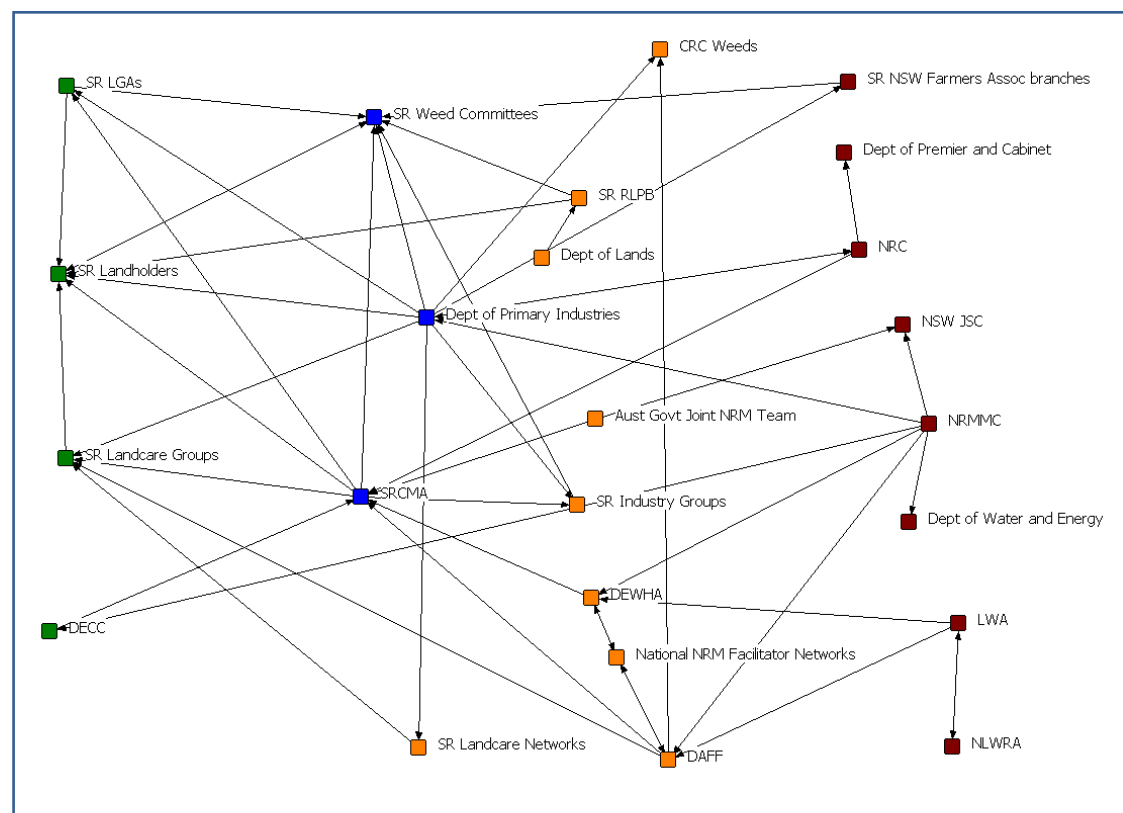 CRC Weeds
SR NSW Farmers Assoc branches
SR LGAs
SR Weed Committees
Dept of Premier and Cabinet
SR RLPB
NRC
Dept of Lands
SR Landholders
Dept of Primary Industries
NSW JSC
Aust Govt Joint NRM Team
NRMMC
SR Landcare Groups
SRCMA
SR Industry Groups
Dept of Water and Energy
DEWHA
LWA
DECC
National NRM Facilitator Networks
SR Landcare Networks
NLWRA
DAFF